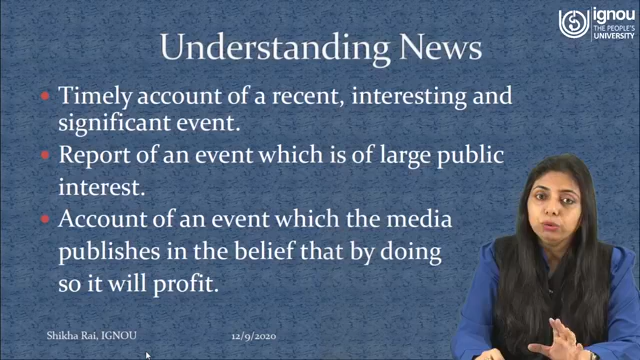 ignou
THE PEOPLE'S
UNIVERSITY
Understanding News
Timely account of a recent, interesting and
significant event.
Report of an event which is of large public
interest.
Account of an event which the media
publishes in the belief that by doing
so it will profit.
Shikha Rai, IGNOU
12/9/2020